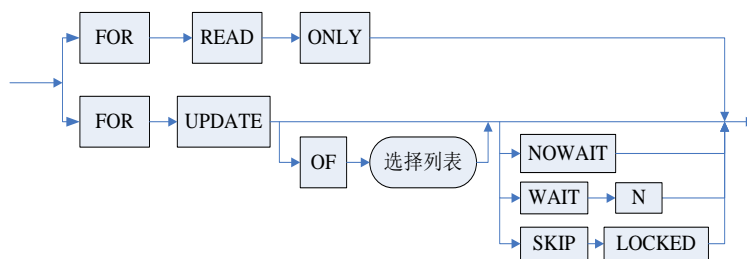 FOR READ ONLY
FOR UPDATE
OF 选择列表
NOWAIT
WAIT N
SKIP LOCKED